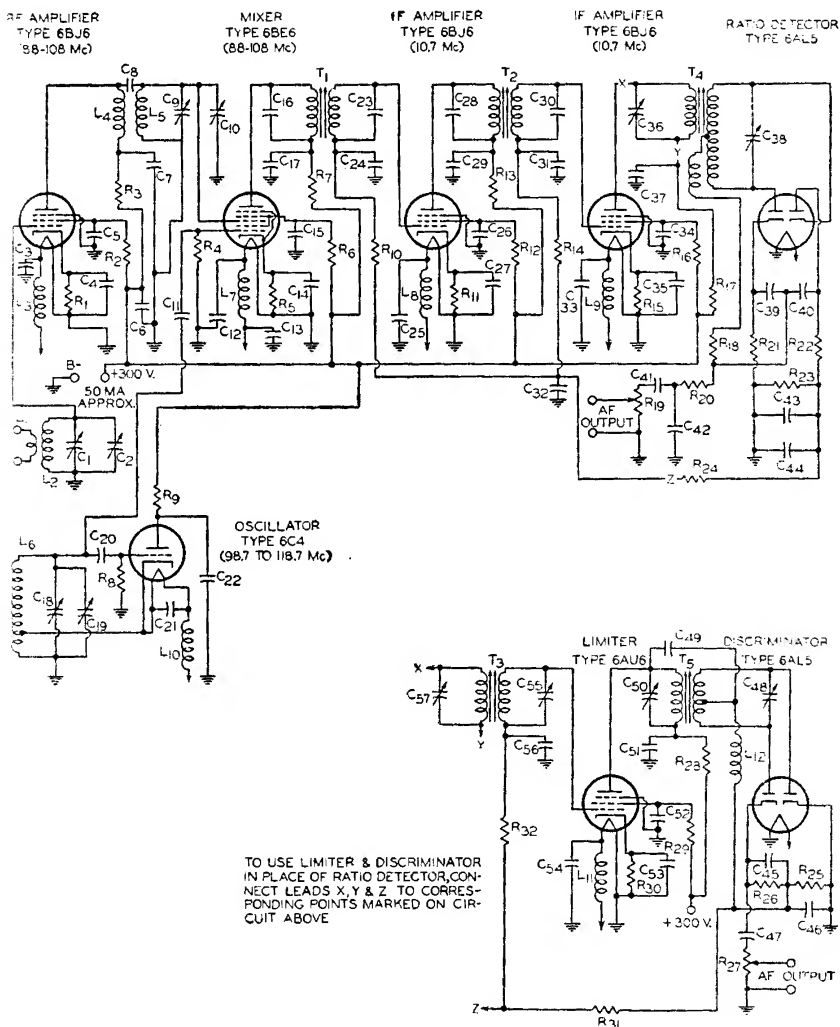 RF AMPLIFIER
TYPE 6BJ6
(88-108 Mc)
MIXER
TYPE 6BE6
(88-108 Mc)
IF AMPLIFIER
TYPE 6BJ6
(10.7 Mc)
IF AMPLIFIER
TYPE 6BJ6
(10.7 Mc)
RATIO DETECTOR
TYPE 6AL5
C8
L4
L5
C9
C10
C16
T1
C23
C28
T2
C30
X
T4
C36
C38
Y
C7
R3
C17
R7
C24
C29
R13
C31
C37
C3
C5
R2
R4
C15
R6
R10
C26
R12
R14
C34
R16
R17
L3
C4
R1
C6
C11
L7
C14
R5
C12
C13
L8
C27
R11
C25
C33
L9
C35
R15
C39
C40
R21
R18
R22
B-
+300 V.
50 MA
APPROX.
C32
C41
R20
R23
AF
OUTPUT
R19
C42
C43
C44
C1
C2
L2
Z
R24
R9
OSCILLATOR
TYPE 6C4
(98.7 TO 118.7 Mc)
L6
C20
R8
C22
C18
C19
C21
L10
LIMITER
TYPE 6AU6
C49
DISCRIMINATOR
TYPE 6AL5
X
T3
C57
C55
C50
T5
C48
Y
C56
C51
R28
L12
R32
C52
R29
C54
L11
C53
R30
+300 V.
C45
R26
R25
C46
TO USE LIMITER & DISCRIMINATOR
IN PLACE OF RATIO DETECTOR, CON-
NECT LEADS X, Y & Z TO CORRES-
PONDING POINTS MARKED ON CIR-
CUIT ABOVE
C47
R27
AF OUTPUT
Z
R31